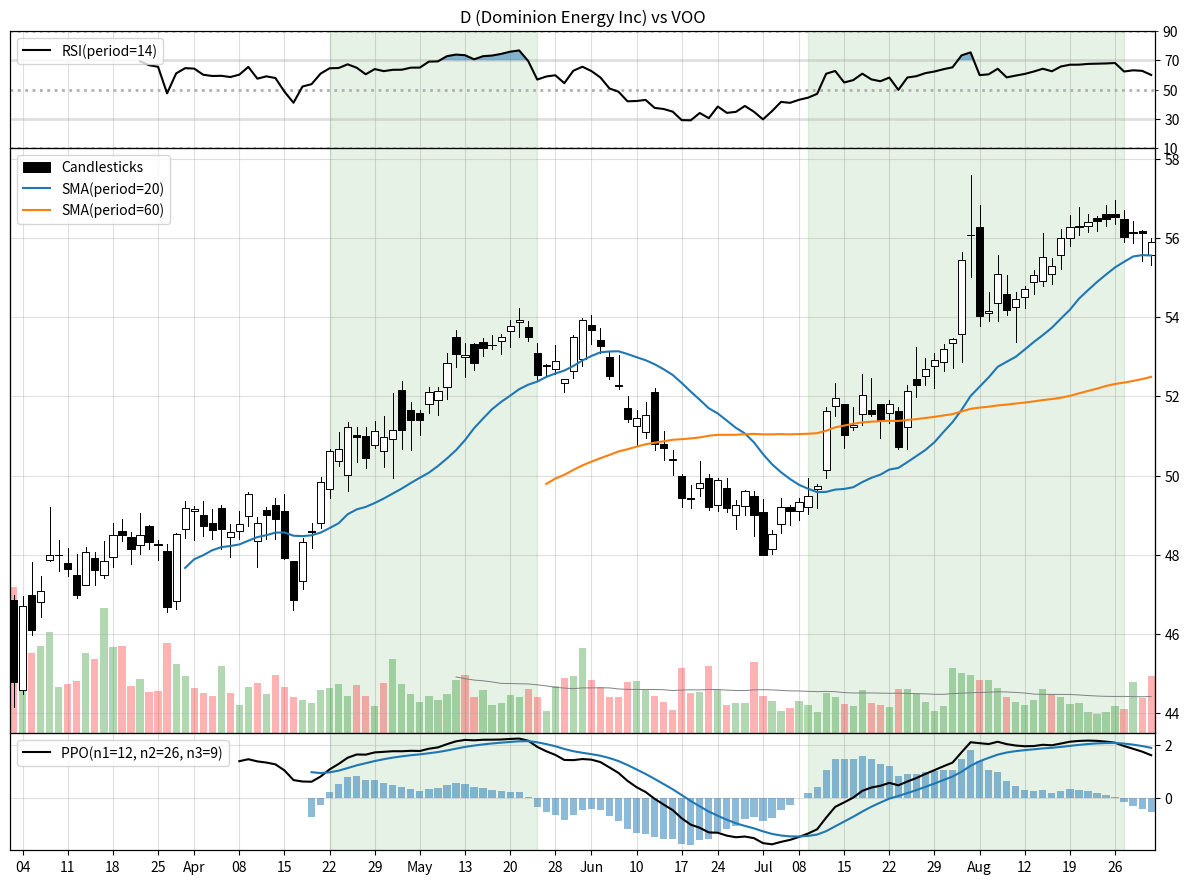 D (Dominion Energy Inc) vs VOO
RSI(period=14)
90
70
50
30
10
Candlesticks
SMA(period=20)
SMA(period=60)
58
56
54
52
50
48
46
44
PPO(n1=12, n2=26, n3=9)
2
0
04 11 18 25 Apr 08 15 22 29 May 13 20 28 Jun 10 17 24 Jul 08 15 22 29 Aug 12 19 26